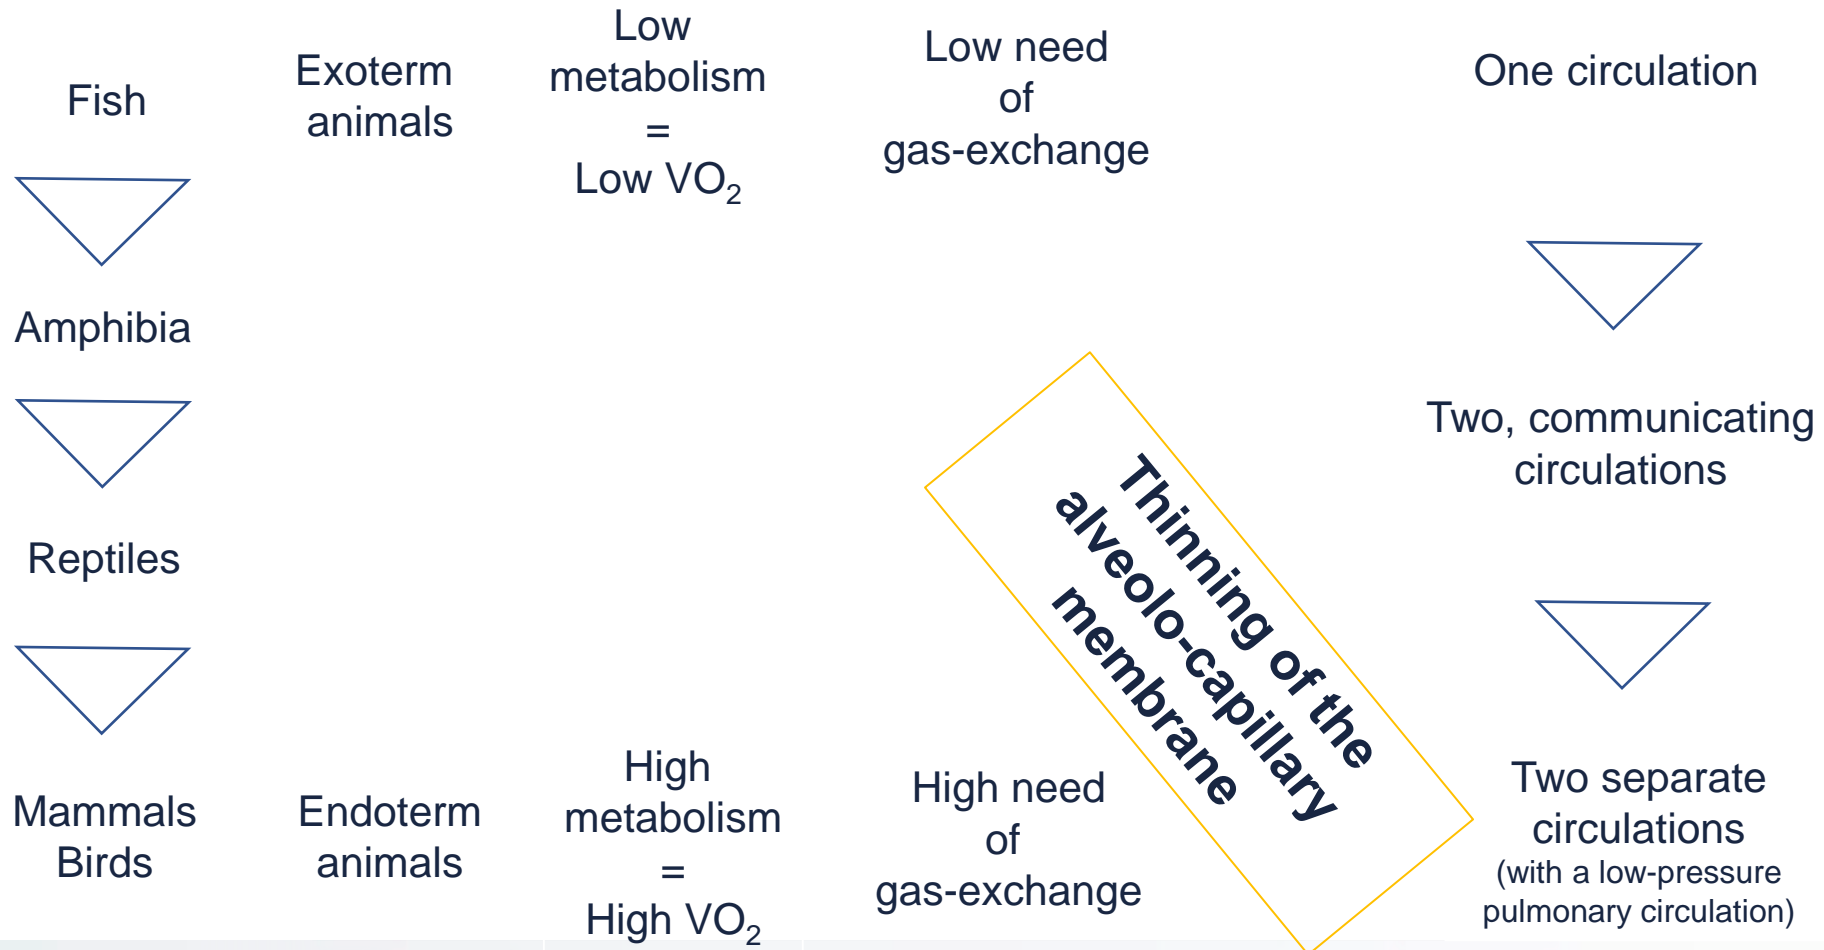 Fish
Exoterm
animals
Low
metabolism
=
Low VO₂
Low need
of
gas-exchange
One circulation
Amphibia
Two, communicating
circulations
Reptiles
Thinning of the
alveolo-capillary
membrane
Mammals
Birds
Endoterm
animals
High
metabolism
=
High VO₂
High need
of
gas-exchange
Two separate
circulations
(with a low-pressure
pulmonary circulation)